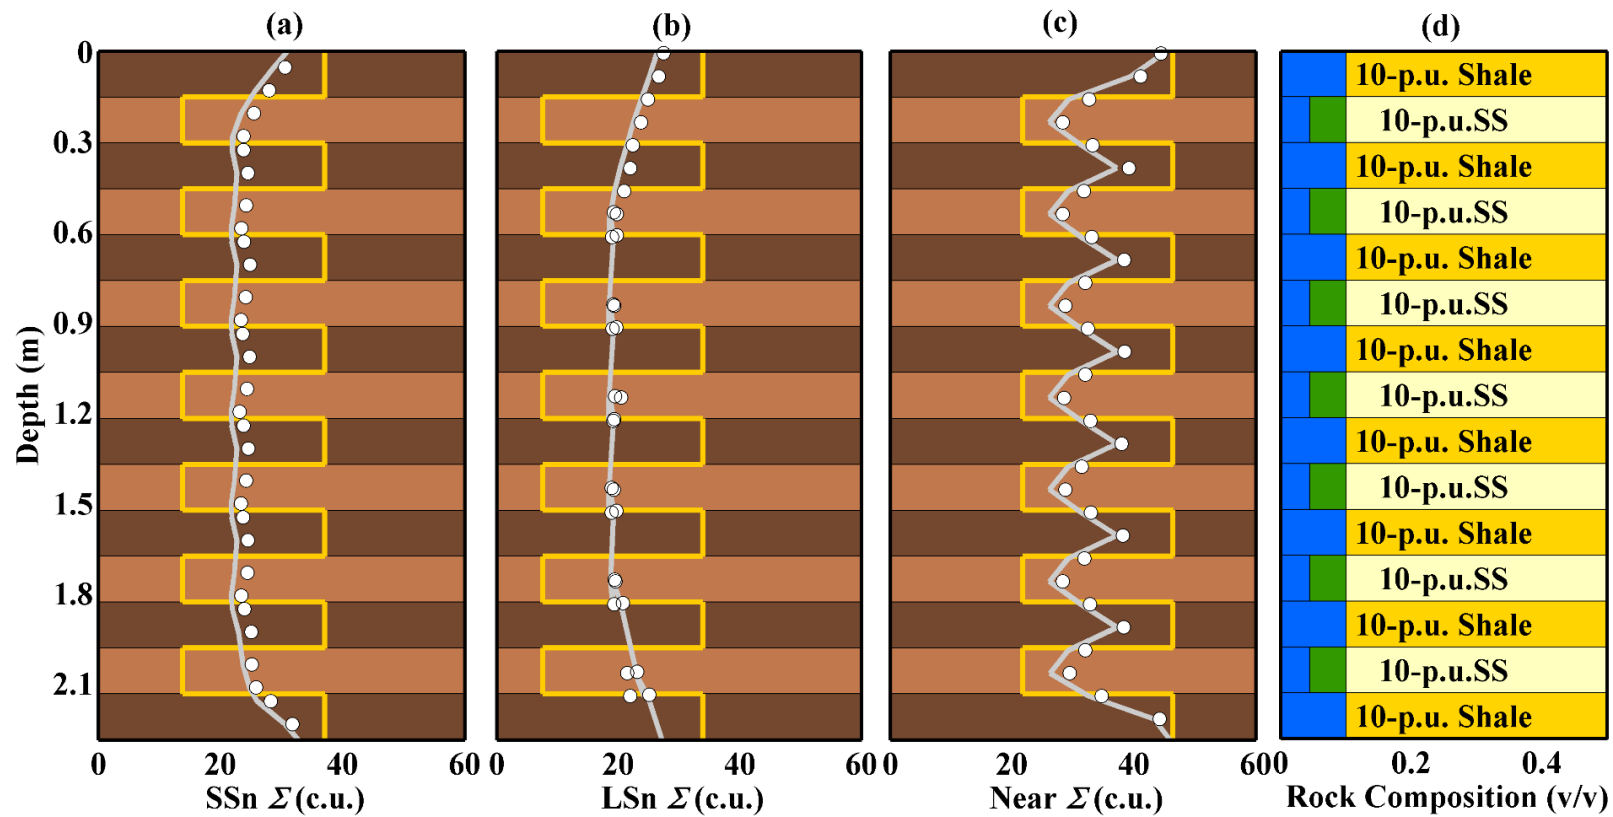 (a)
(b)
(c)
(d)
0
0.3
0.6
0.9
1.2
1.5
1.8
2.1
Depth (m)
10-p.u. Shale
10-p.u.SS
10-p.u. Shale
10-p.u.SS
10-p.u. Shale
10-p.u.SS
10-p.u. Shale
10-p.u.SS
10-p.u. Shale
10-p.u.SS
10-p.u. Shale
10-p.u.SS
10-p.u. Shale
10-p.u.SS
10-p.u. Shale
0 20 40 60
SSn Σ (c.u.)
0 20 40 60
LSn Σ (c.u.)
0 20 40 60
Near Σ (c.u.)
0 0.2 0.4
Rock Composition (v/v)